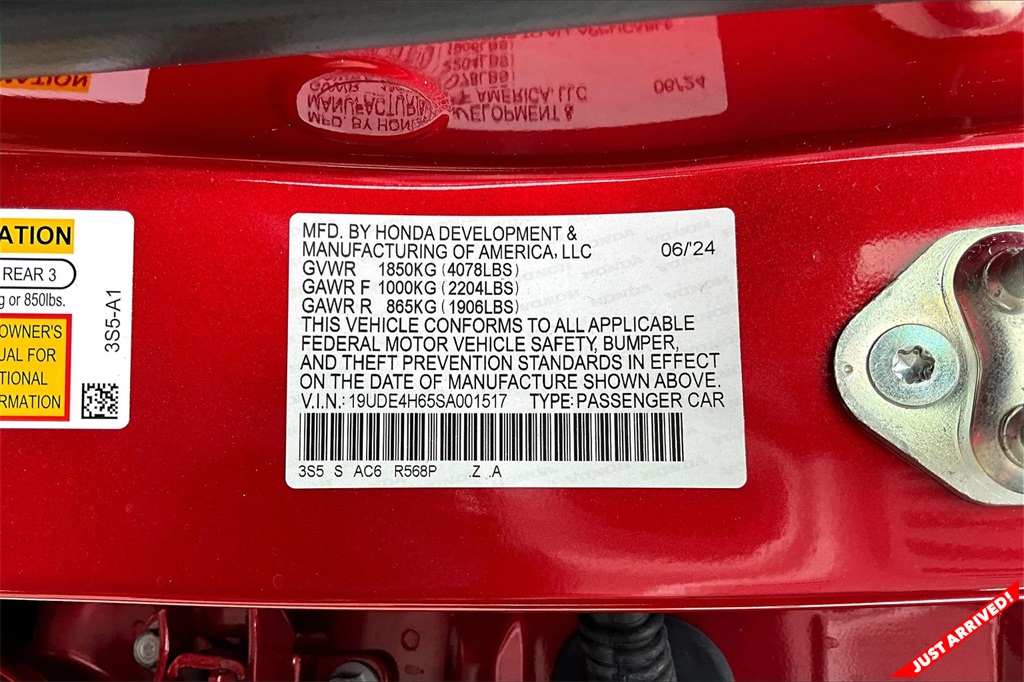 ATION
REAR 3
g or 850lbs.
OWNER'S
UAL FOR
TIONAL
ORMATION
3S5-A1
MFD. BY HONDA DEVELOPMENT &
MANUFACTURING OF AMERICA, LLC 06/'24
GVWR 1850KG (4078LBS)
GAWR F 1000KG (2204LBS)
GAWR R 865KG (1906LBS)
THIS VEHICLE CONFORMS TO ALL APPLICABLE
FEDERAL MOTOR VEHICLE SAFETY, BUMPER,
AND THEFT PREVENTION STANDARDS IN EFFECT
ON THE DATE OF MANUFACTURE SHOWN ABOVE.
V.I.N.: 19UDE4H65SA001517 TYPE: PASSENGER CAR
3S5 S AC6 R568P .Z .A
JUST ARRIVED!